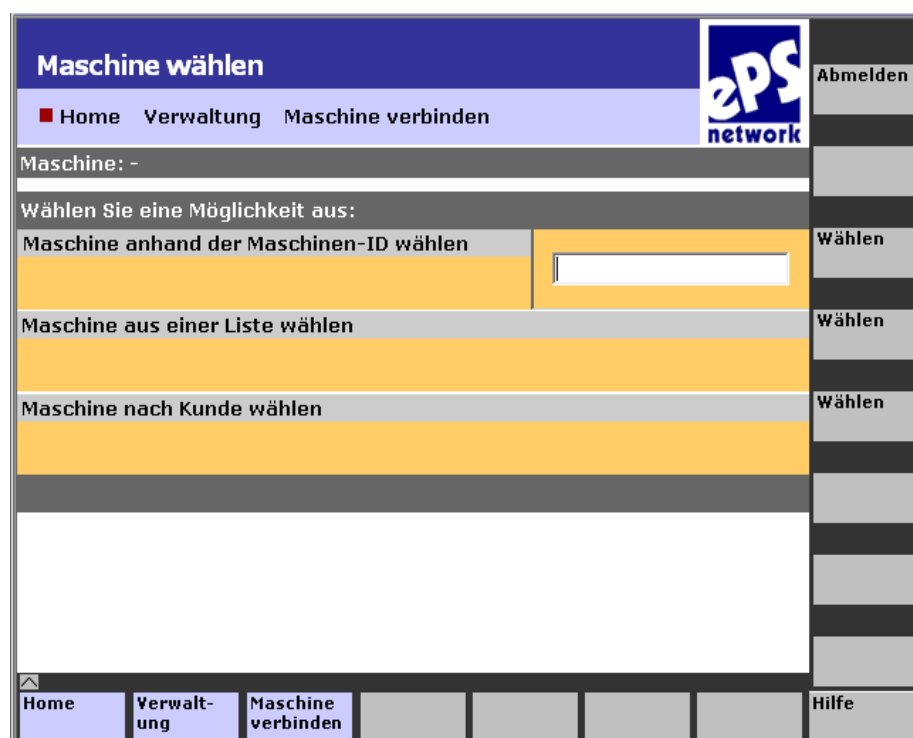 Maschine wählen
ePS network
Abmelden
Home Verwaltung Maschine verbinden
Maschine: -
Wählen Sie eine Möglichkeit aus:
Maschine anhand der Maschinen-ID wählen
Wählen
Maschine aus einer Liste wählen
Wählen
Maschine nach Kunde wählen
Wählen
Home
Verwalt-
ung
Maschine
verbinden
Hilfe